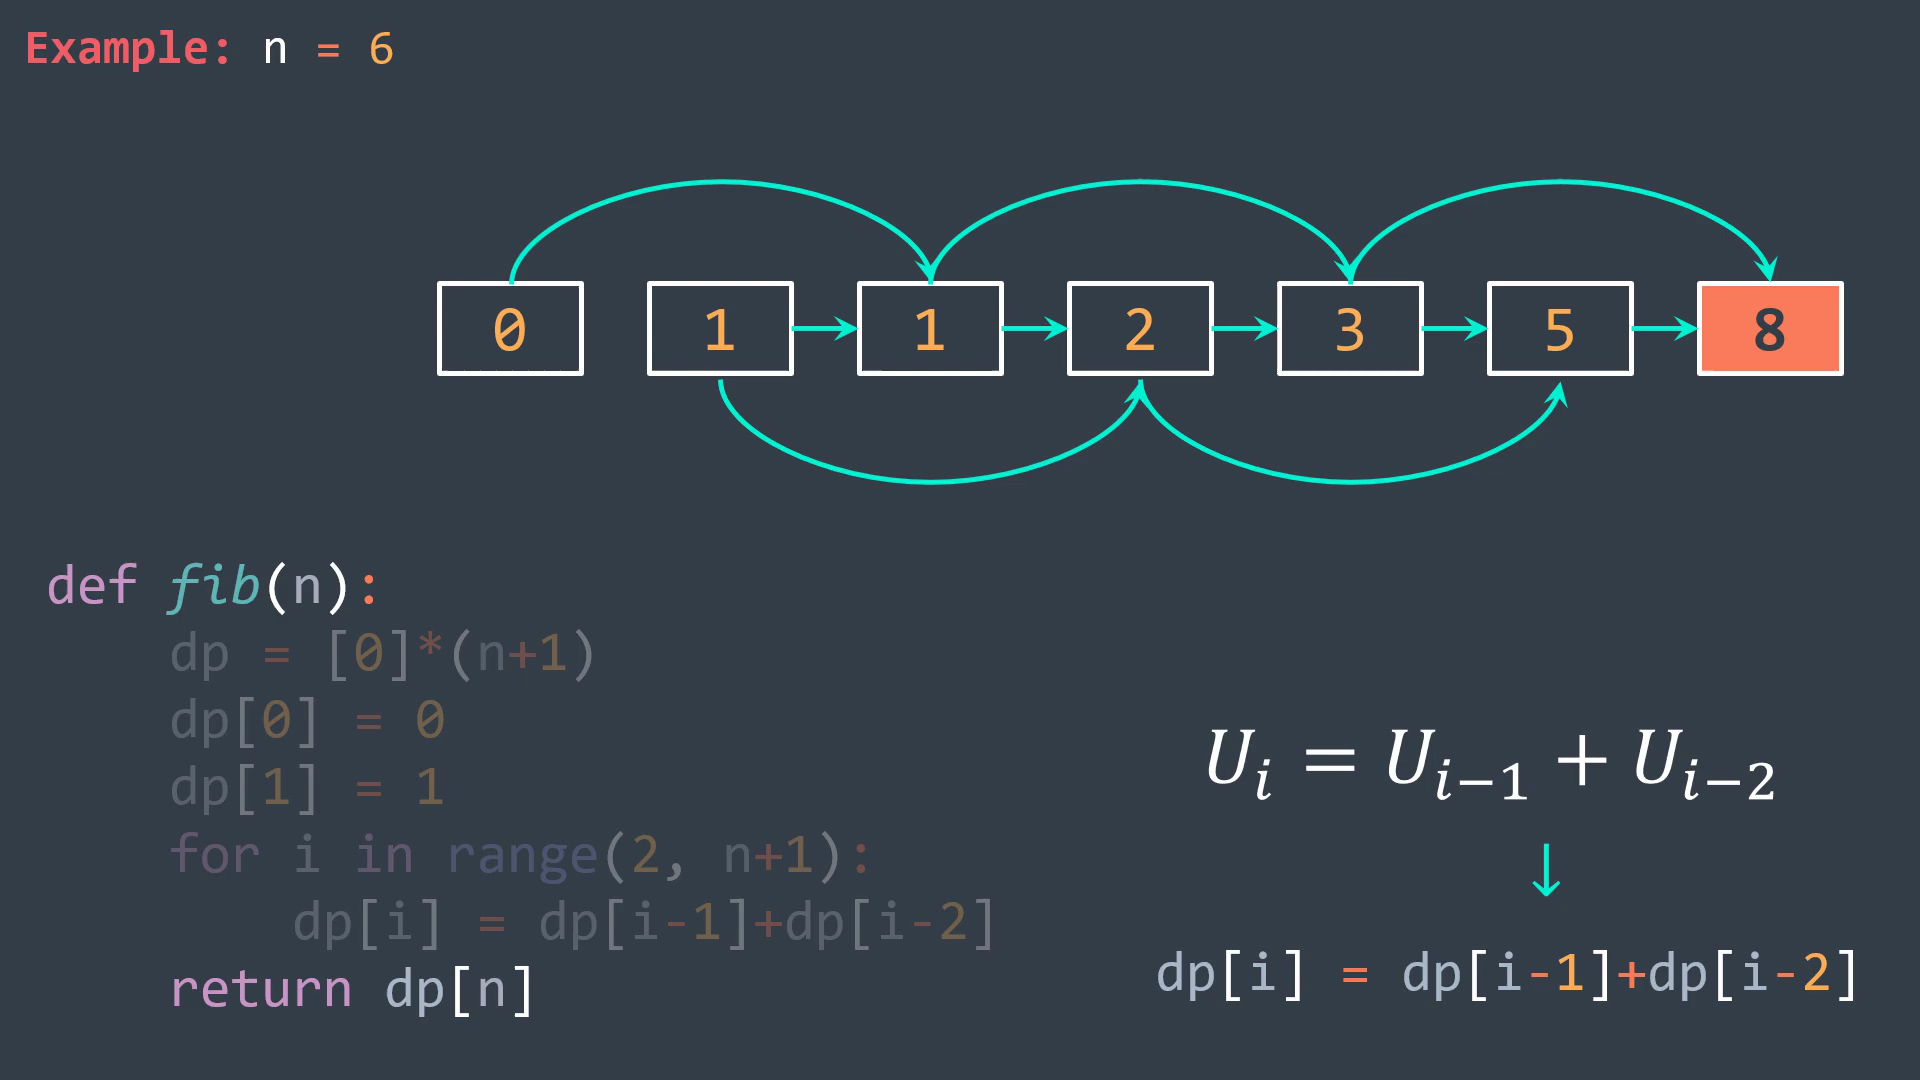 Example: n = 6
0 1 1 2 3 5 8
def fib(n):
    dp = [0]*(n+1)
    dp[0] = 0
    dp[1] = 1
    for i in range(2, n+1):
        dp[i] = dp[i-1]+dp[i-2]
    return dp[n]
U_i = U_{i-1} + U_{i-2}
↓
dp[i] = dp[i-1]+dp[i-2]